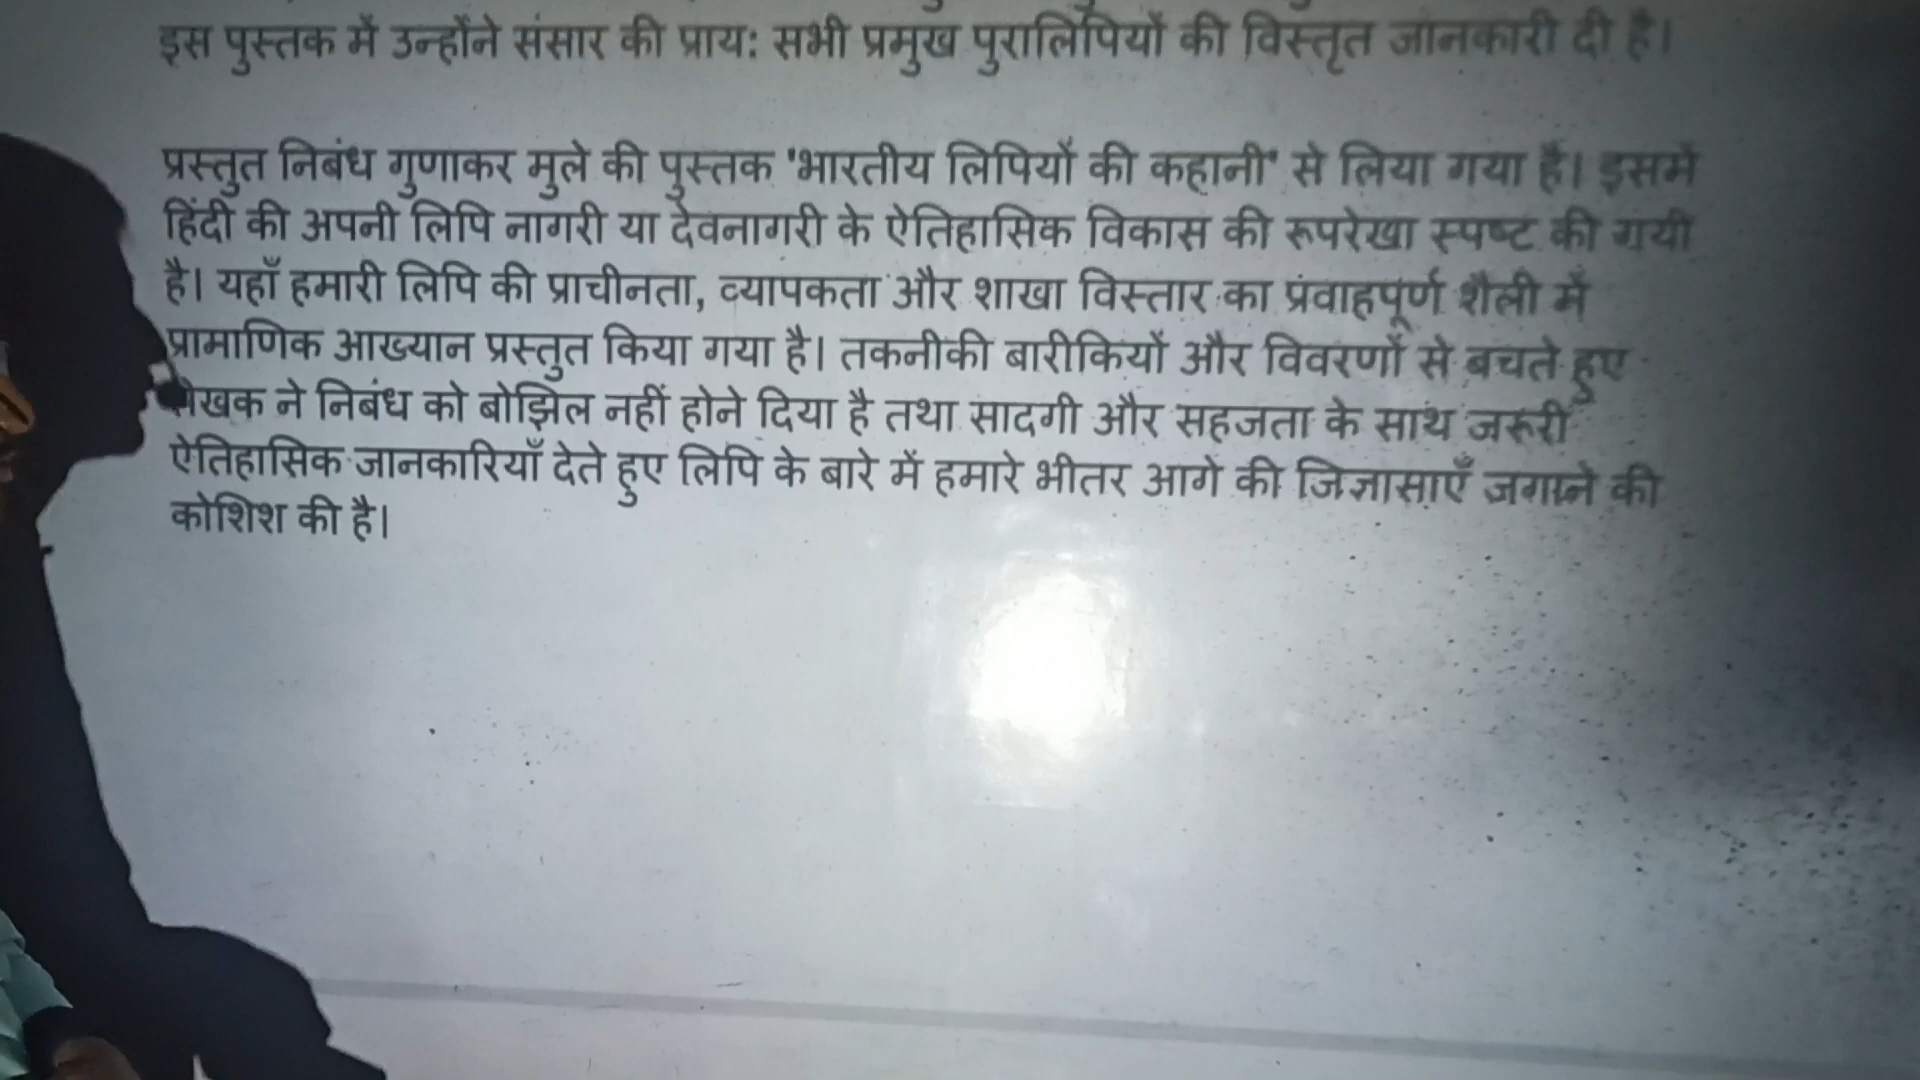 इस पुस्तक में उन्होंने संसार की प्राय: सभी प्रमुख पुरालिपियों की विस्तृत जानकारी दी है।
प्रस्तुत निबंध गुणाकर मुले की पुस्तक 'भारतीय लिपियों की कहानी' से लिया गया है। इसमें
हिंदी की अपनी लिपि नागरी या देवनागरी के ऐतिहासिक विकास की रूपरेखा स्पष्ट की गयी
है। यहाँ हमारी लिपि की प्राचीनता, व्यापकता और शाखा विस्तार का प्रवाहपूर्ण शैली में
प्रामाणिक आख्यान प्रस्तुत किया गया है। तकनीकी बारीकियों और विवरणों से बचते हुए
लेखक ने निबंध को बोझिल नहीं होने दिया है तथा सादगी और सहजता के साथ जरूरी
ऐतिहासिक जानकारियाँ देते हुए लिपि के बारे में हमारे भीतर आगे की जिज्ञासाएँ जगाने की
कोशिश की है।